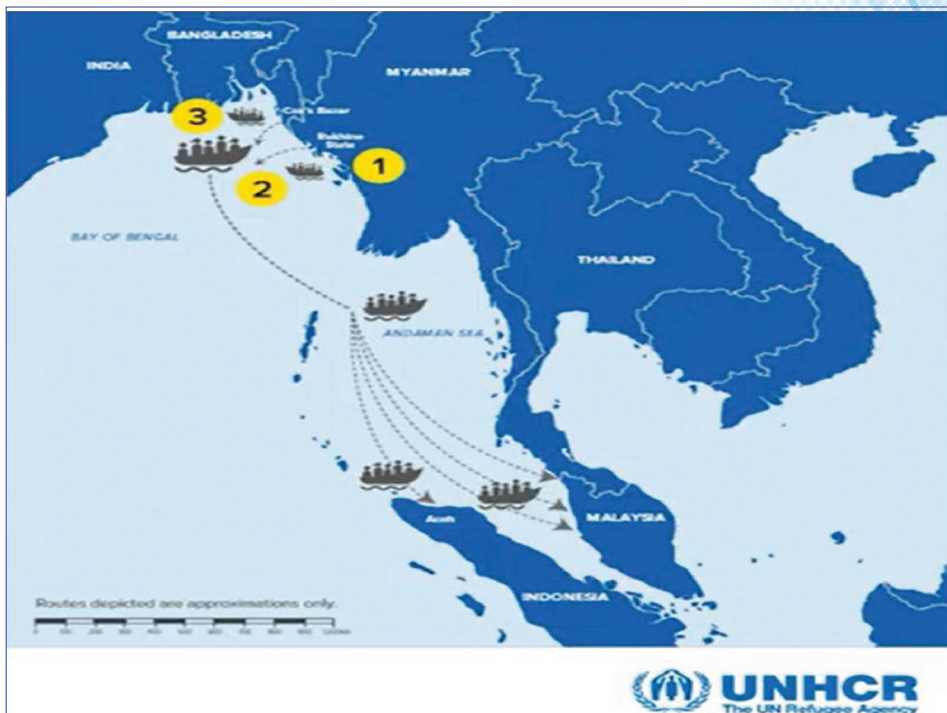 BANGLADESH
INDIA
MYANMAR
3
Cox's Bazar
Rakhine
State
1
2
BAY OF BENGAL
THAILAND
ANDAMAN SEA
Aceh
MALAYSIA
INDONESIA
Routes depicted are approximations only.
UNHCR
The UN Refugee Agency